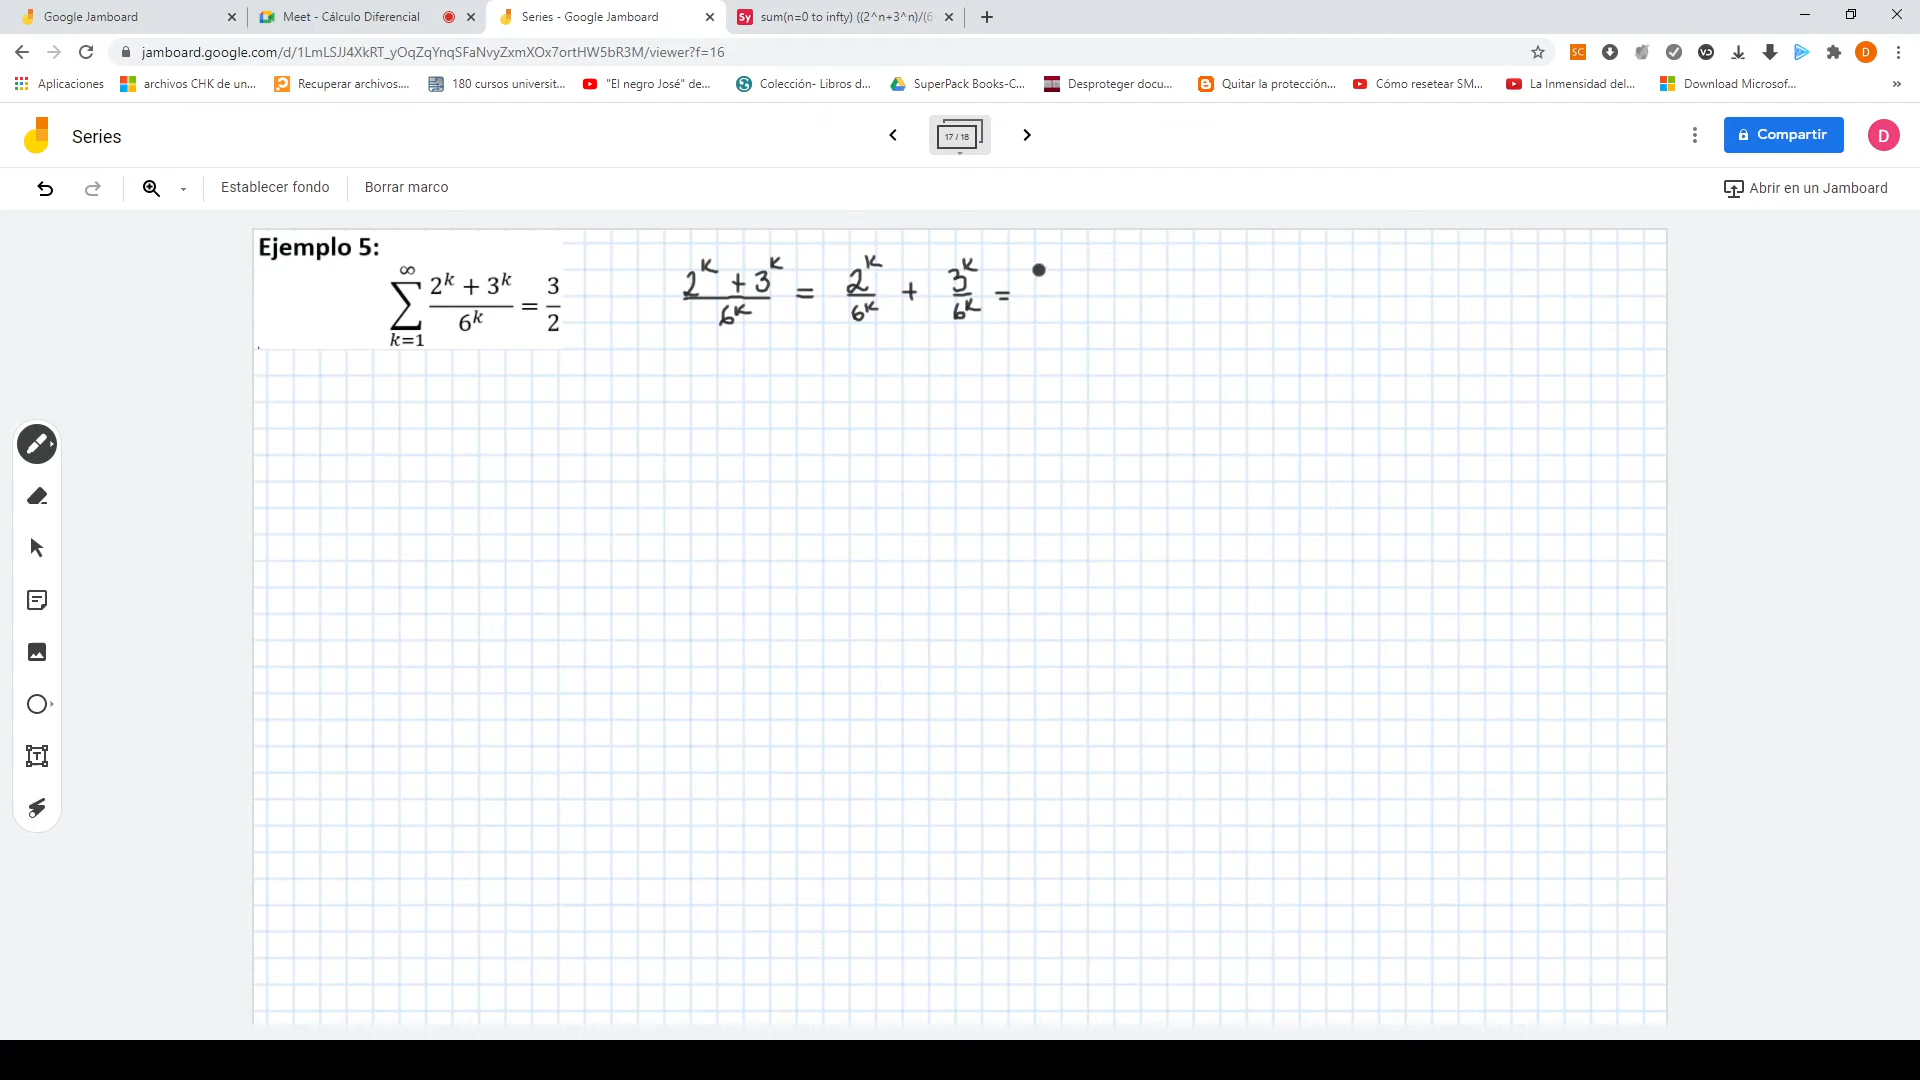 Google Jamboard
Meet - Cálculo Diferencial
Series - Google Jamboard
Sy sum(n=0 to infty) ((2^n+3^n)/(6
jamboard.google.com/d/1LmLSJJ4XkRT_yOqZqYnqSFaNvyZxmXOx7ortHW5bR3M/viewer?f=16
SC
VD
D
Aplicaciones
archivos CHK de un...
Recuperar archivos....
180 cursos universit...
"El negro José" de...
Colección- Libros d...
SuperPack Books-C...
Desproteger docu...
Quitar la protección...
Cómo resetear SM...
La Inmensidad del...
Download Microsof...
»
Series
17 / 18
Compartir
D
Establecer fondo
Borrar marco
Abrir en un Jamboard
Ejemplo 5:
∞ ∑ k=1 (2^k + 3^k)/6^k = 3/2
(2^k + 3^k)/6^k = 2^k/6^k + 3^k/6^k =
T